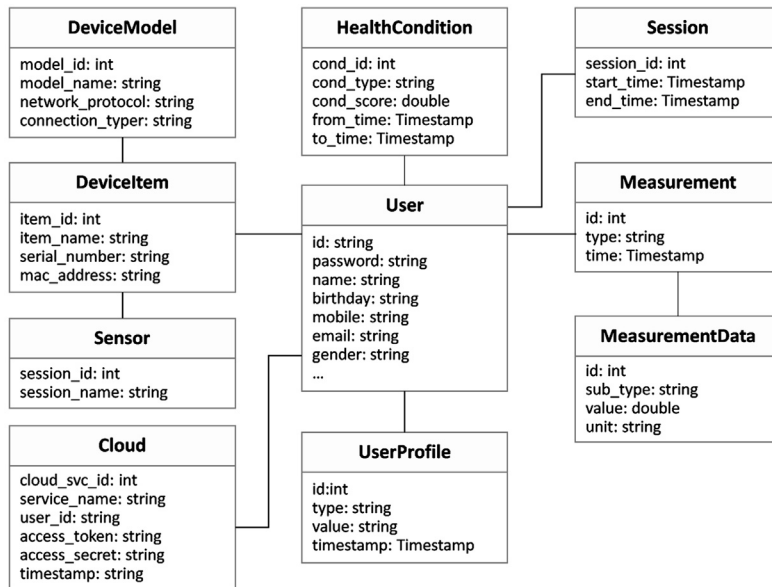 DeviceModel
model_id: int
model_name: string
network_protocol: string
connection_typer: string
HealthCondition
cond_id: int
cond_type: string
cond_score: double
from_time: Timestamp
to_time: Timestamp
Session
session_id: int
start_time: Timestamp
end_time: Timestamp
DeviceItem
item_id: int
item_name: string
serial_number: string
mac_address: string
User
id: string
password: string
name: string
birthday: string
mobile: string
email: string
gender: string
...
Measurement
id: int
type: string
time: Timestamp
Sensor
session_id: int
session_name: string
MeasurementData
id: int
sub_type: string
value: double
unit: string
Cloud
cloud_svc_id: int
service_name: string
user_id: string
access_token: string
access_secret: string
timestamp: string
UserProfile
id:int
type: string
value: string
timestamp: Timestamp